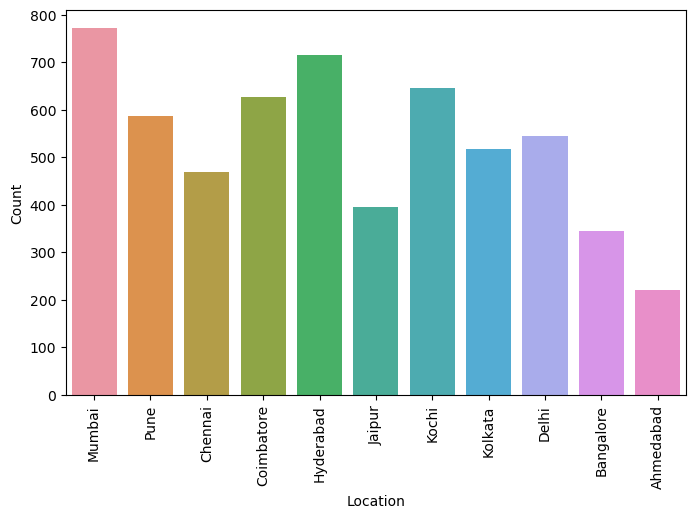 800
700
600
500
400
300
200
100
0
Count
Mumbai
Pune
Chennai
Coimbatore
Hyderabad
Jaipur
Kochi
Kolkata
Delhi
Bangalore
Ahmedabad
Location